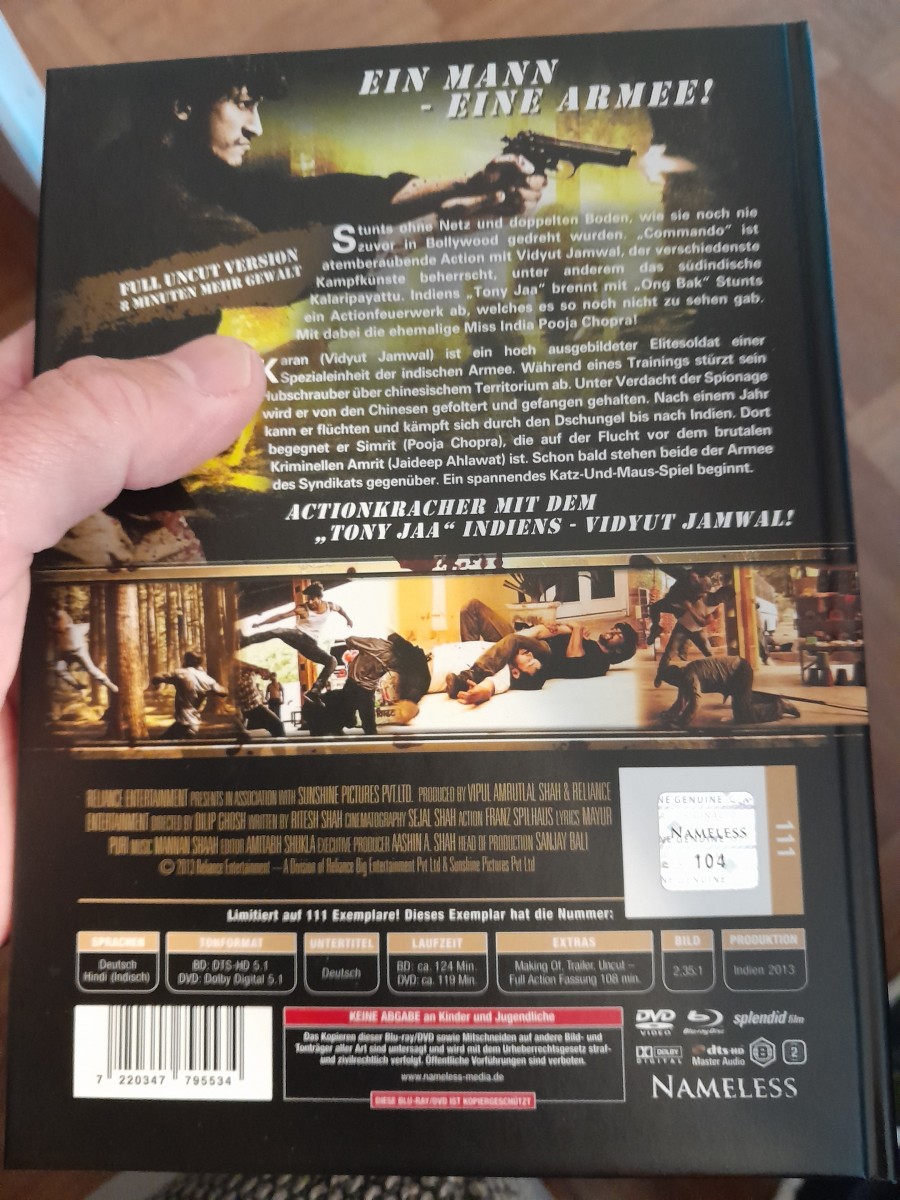 EIN MANN
- EINE ARMEE!
FULL UNCUT VERSION
8 MINUTEN MEHR GEWALT
Stunts ohne Netz und doppelten Boden, wie sie noch nie
zuvor in Bollywood gedreht wurden. „Commando“ ist
atemberaubende Action mit Vidyut Jamwal, der verschiedenste
Kampfkünste beherrscht, unter anderem das südindische
Kalaripayattu. Indiens „Tony Jaa“ brennt mit „Ong Bak“ Stunts
ein Actionfeuerwerk ab, welches es so noch nicht zu sehen gab.
Mit dabei die ehemalige Miss India Pooja Chopra!
Karan (Vidyut Jamwal) ist ein hoch ausgebildeter Elitesoldat einer
Spezialeinheit der indischen Armee. Während eines Trainings stürzt sein
Hubschrauber über chinesischem Territorium ab. Unter Verdacht der Spionage
wird er von den Chinesen gefoltert und gefangen gehalten. Nach einem Jahr
kann er flüchten und kämpft sich durch den Dschungel bis nach Indien. Dort
begegnet er Simrit (Pooja Chopra), die auf der Flucht vor dem brutalen
Kriminellen Amrit (Jaideep Ahlawat) ist. Schon bald stehen beide der Armee
des Syndikats gegenüber. Ein spannendes Katz-Und-Maus-Spiel beginnt.
ACTIONKRACHER MIT DEM
„TONY JAA“ INDIENS - VIDYUT JAMWAL!
RELIANCE ENTERTAINMENT PRESENTS IN ASSOCIATION WITH SUNSHINE PICTURES PVT.LTD. PRODUCED BY VIPUL AMRUTLAL SHAH & RELIANCE
ENTERTAINMENT DIRECTED BY DILIP GHOSH WRITTEN BY RITESH SHAH CINEMATOGRAPHY SEJAL SHAH ACTION FRANZ SPILHAUS LYRICS MAYUR
PURI MUSIC MANNAN SHAAH EDITOR AMITABH SHUKLA EXECUTIVE PRODUCER AASHIN A. SHAH HEAD OF PRODUCTION SANJAY BALI
© 2013 Reliance Entertainment — A Division of Reliance Big Entertainment Pvt Ltd & Sunshine Pictures Pvt Ltd
NE GENUINE
NAMELESS
104
111
Limitiert auf 111 Exemplare! Dieses Exemplar hat die Nummer:
SPRACHEN
Deutsch
Hindi (Indisch)
TONFORMAT
BD: DTS-HD 5.1
DVD: Dolby Digital 5.1
UNTERTITEL
Deutsch
LAUFZEIT
BD: ca. 124 Min.
DVD: ca. 119 Min.
EXTRAS
Making Of, Trailer, Uncut –
Full Action Fassung 108 min.
BILD
2.35:1
PRODUKTION
Indien 2013
7 220347 795534
KEINE ABGABE an Kinder und Jugendliche
Das Kopieren dieser Blu-ray/DVD sowie Mitschneiden auf andere Bild- und
Tonträger aller Art sind untersagt und wird mit dem Urheberrechtsgesetz straf-
und zivilrechtlich verfolgt. Öffentliche Vorführungen sind verboten.
www.nameless-media.de
DIESE BLU-RAY/DVD IST KOPIERGESCHÜTZT
DVD VIDEO
Blu-ray Disc
splendid film
DOLBY DIGITAL
dts HD Master Audio
B
2
NAMELESS